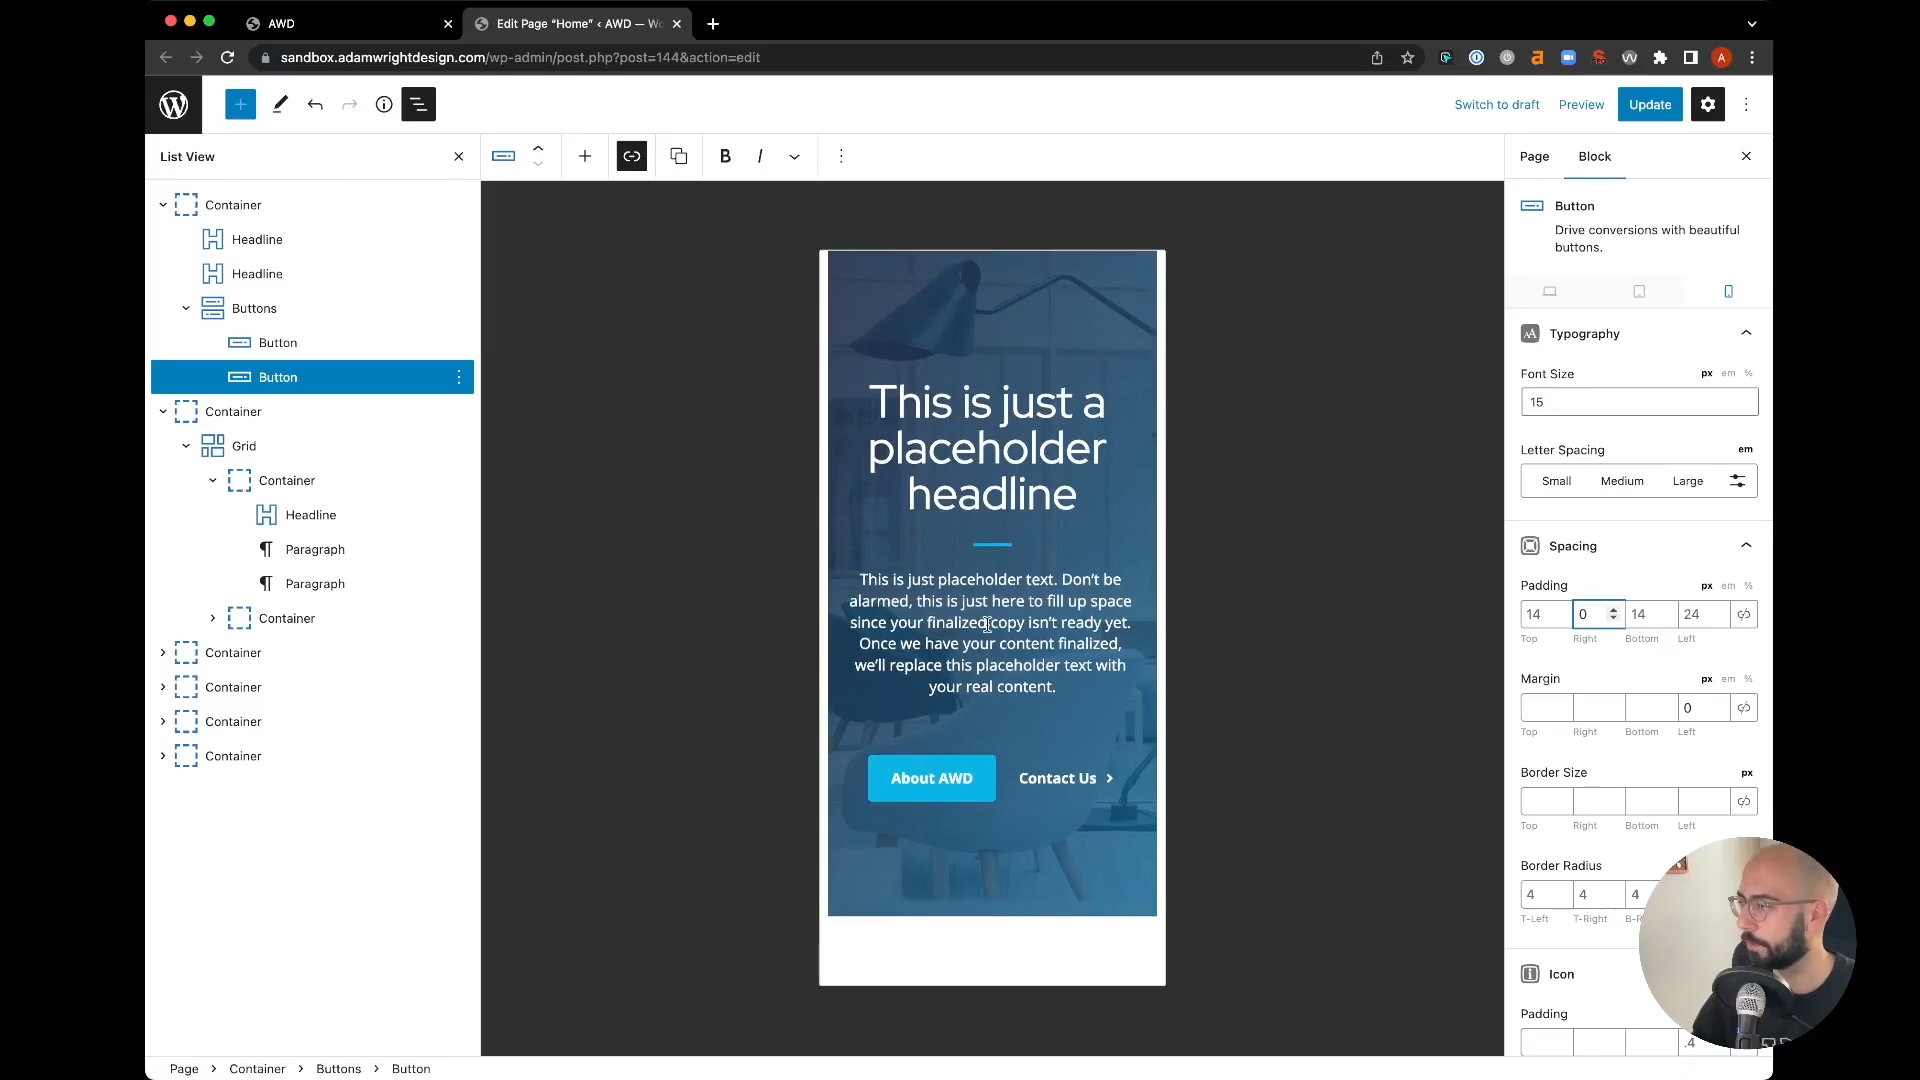 AWD
Edit Page “Home” ‹ AWD — Wo
sandbox.adamwrightdesign.com/wp-admin/post.php?post=144&action=edit
A
Switch to draft
Preview
Update
List View
B I
Page
Block
Container
Headline
Headline
Buttons
Button
Button
Container
Grid
Container
Headline
Paragraph
Paragraph
Container
Container
Container
Container
Container
This is just a
placeholder
headline
This is just placeholder text. Don’t be
alarmed, this is just here to fill up space
since your finalized copy isn’t ready yet.
Once we have your content finalized,
we’ll replace this placeholder text with
your real content.
About AWD
Contact Us
Button
Drive conversions with beautiful
buttons.
Typography
Font Size px em %
15
Letter Spacing em
Small Medium Large
Spacing
Padding px em %
14 0 14 24
Top Right Bottom Left
Margin px em %
0
Top Right Bottom Left
Border Size px
Top Right Bottom Left
Border Radius
4 4 4
T-Left T-Right B-R
Icon
Padding
.4
Page > Container > Buttons > Button